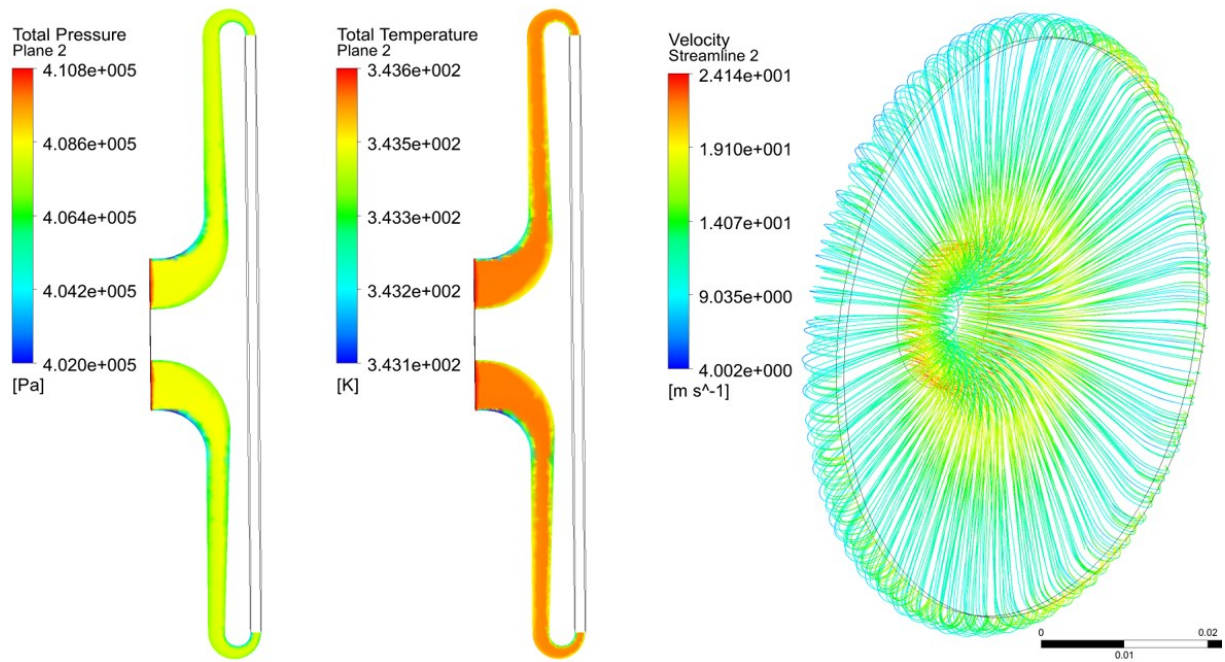 Total Pressure
Plane 2
4.108e+005
4.086e+005
4.064e+005
4.042e+005
4.020e+005
[Pa]
Total Temperature
Plane 2
3.436e+002
3.435e+002
3.433e+002
3.432e+002
3.431e+002
[K]
Velocity
Streamline 2
2.414e+001
1.910e+001
1.407e+001
9.035e+000
4.002e+000
[m s^-1]
0
0.02
0.01